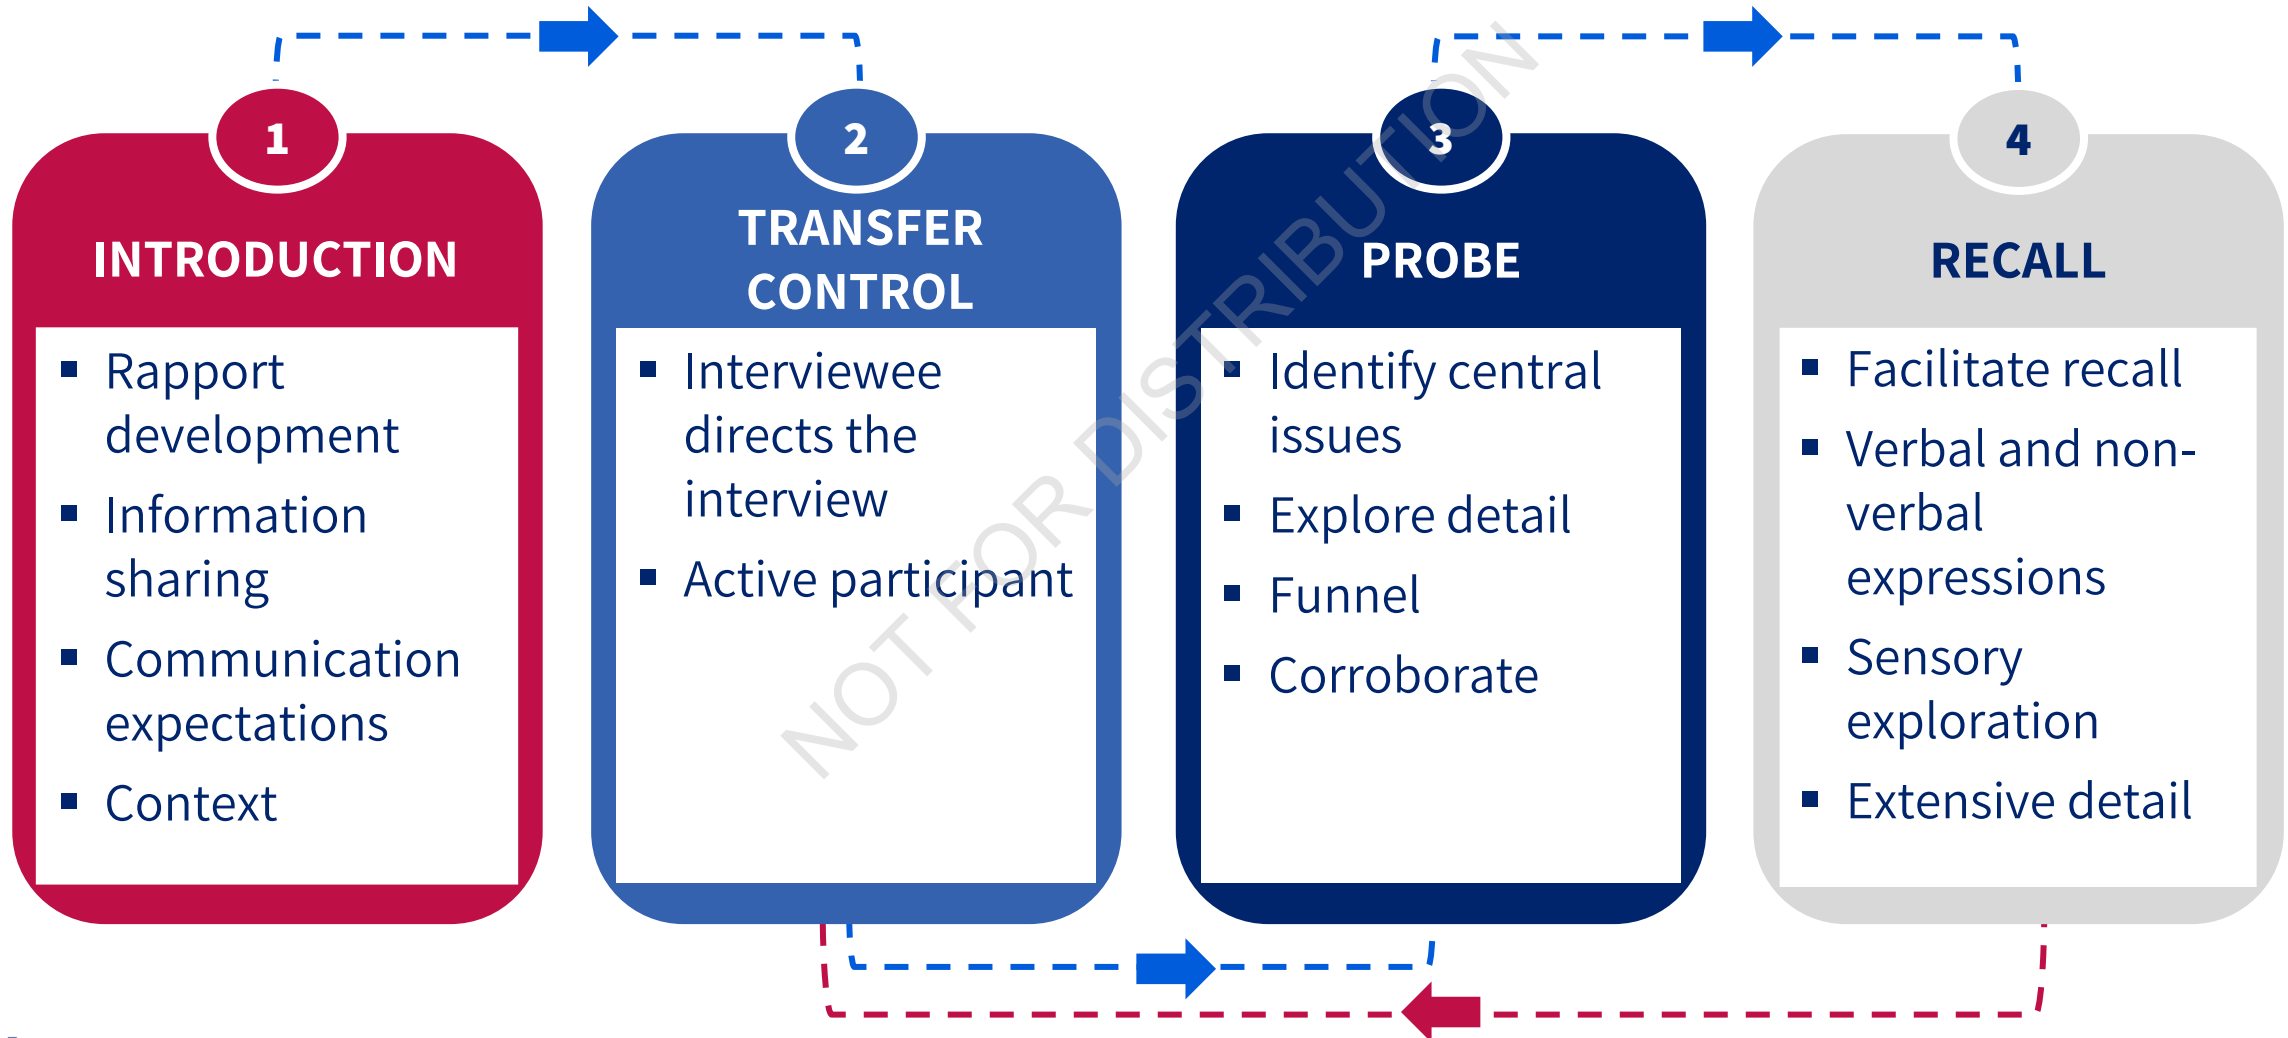 1
INTRODUCTION
▪ Rapport
development
▪ Information
sharing
▪ Communication
expectations
▪ Context
2
TRANSFER
CONTROL
▪ Interviewee
directs the
interview
▪ Active participant
3
PROBE
▪ Identify central
issues
▪ Explore detail
▪ Funnel
▪ Corroborate
4
RECALL
▪ Facilitate recall
▪ Verbal and non-
verbal
expressions
▪ Sensory
exploration
▪ Extensive detail
NOT FOR DISTRIBUTION